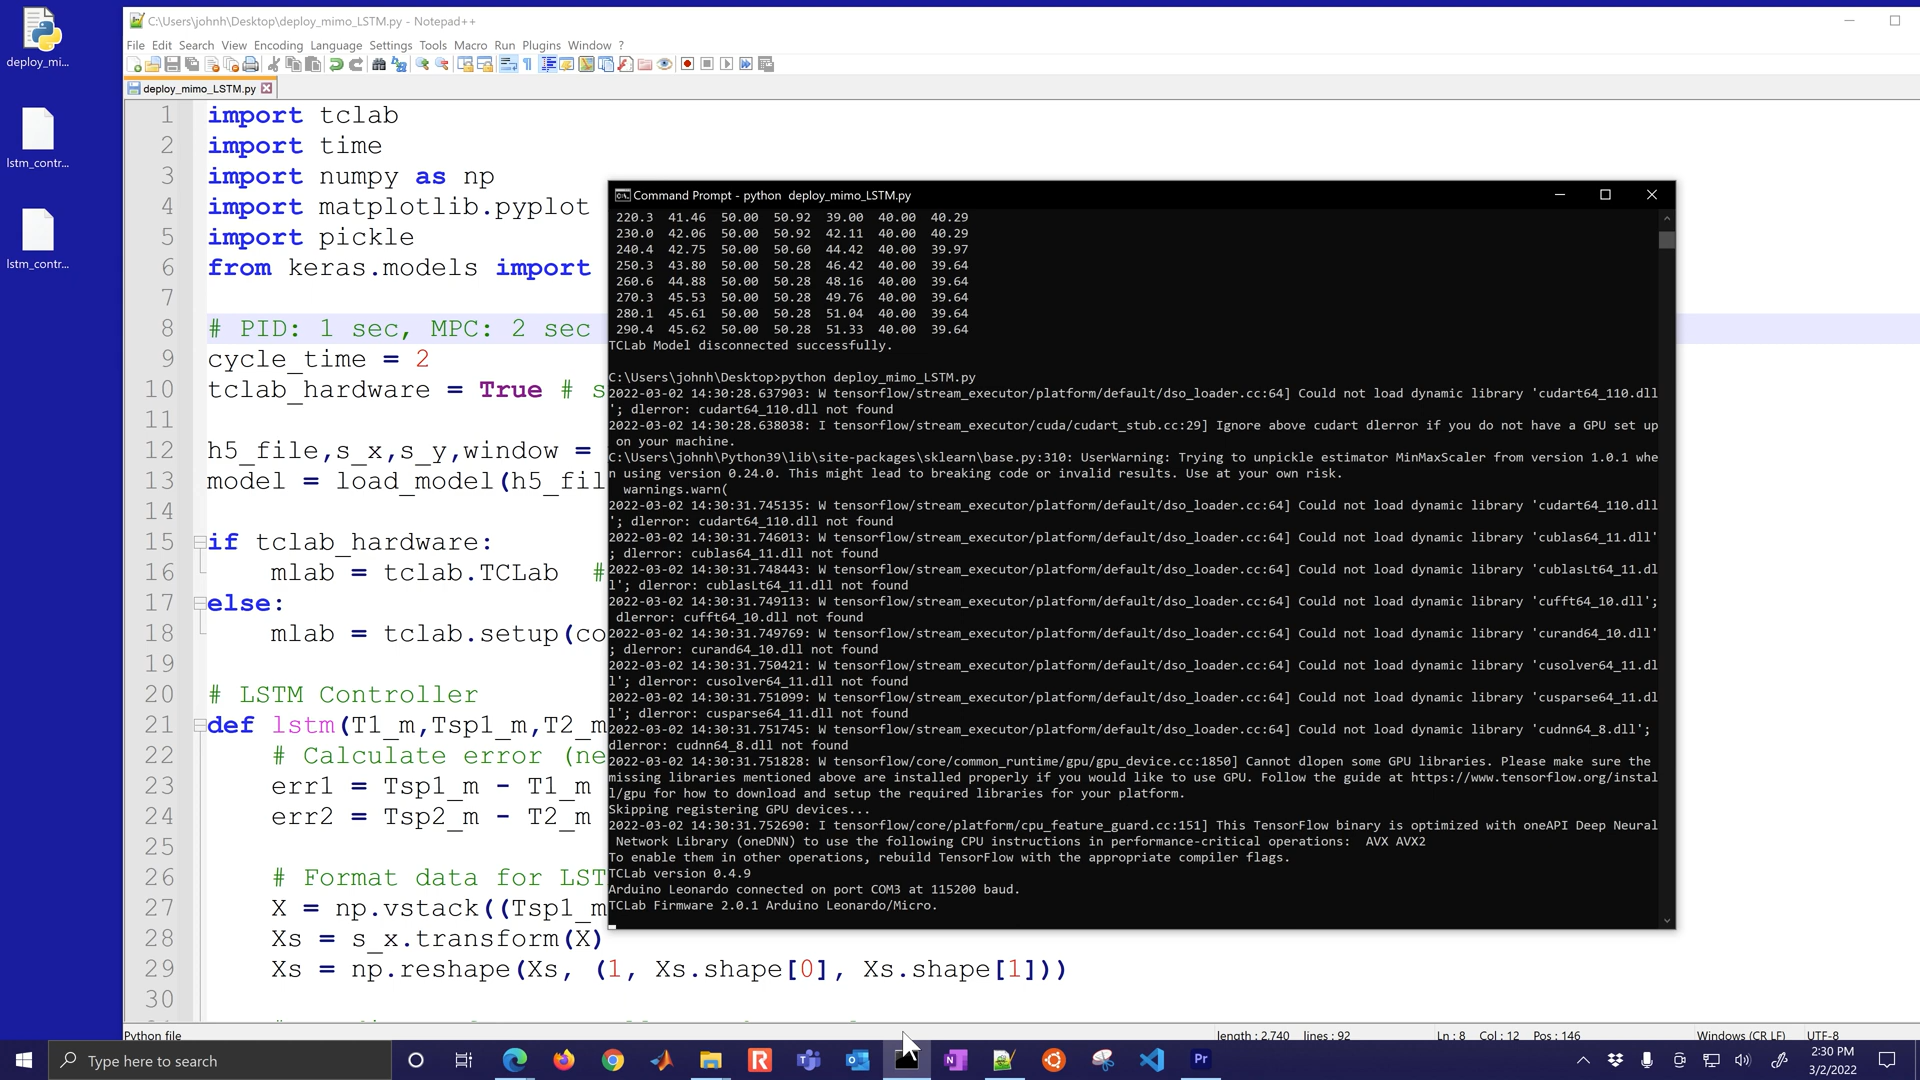 deploy_mi...
lstm_contr...
lstm_contr...
C:\Users\johnh\Desktop\deploy_mimo_LSTM.py - Notepad++
File Edit Search View Encoding Language Settings Tools Macro Run Plugins Window ?
deploy_mimo_LSTM.py
1 import tclab
2 import time
3 import numpy as np
4 import matplotlib.pyplot
5 import pickle
6 from keras.models import
7
8 # PID: 1 sec, MPC: 2 sec
9 cycle_time = 2
10 tclab_hardware = True # s
11
12 h5_file,s_x,s_y,window =
13 model = load_model(h5_fil
14
15 if tclab_hardware:
16 mlab = tclab.TCLab #
17 else:
18 mlab = tclab.setup(co
19
20 # LSTM Controller
21 def lstm(T1_m,Tsp1_m,T2_m
22 # Calculate error (ne
23 err1 = Tsp1_m - T1_m
24 err2 = Tsp2_m - T2_m
25
26 # Format data for LST
27 X = np.vstack((Tsp1_m
28 Xs = s_x.transform(X)
29 Xs = np.reshape(Xs, (1, Xs.shape[0], Xs.shape[1]))
30
Command Prompt - python deploy_mimo_LSTM.py
220.3 41.46 50.00 50.92 39.00 40.00 40.29
230.0 42.06 50.00 50.92 42.11 40.00 40.29
240.4 42.75 50.00 50.60 44.42 40.00 39.97
250.3 43.80 50.00 50.28 46.42 40.00 39.64
260.6 44.88 50.00 50.28 48.16 40.00 39.64
270.3 45.53 50.00 50.28 49.76 40.00 39.64
280.1 45.61 50.00 50.28 51.04 40.00 39.64
290.4 45.62 50.00 50.28 51.33 40.00 39.64
TCLab Model disconnected successfully.
C:\Users\johnh\Desktop>python deploy_mimo_LSTM.py
2022-03-02 14:30:28.637903: W tensorflow/stream_executor/platform/default/dso_loader.cc:64] Could not load dynamic library 'cudart64_110.dll
'; dlerror: cudart64_110.dll not found
2022-03-02 14:30:28.638038: I tensorflow/stream_executor/cuda/cudart_stub.cc:29] Ignore above cudart dlerror if you do not have a GPU set up
on your machine.
C:\Users\johnh\Python39\lib\site-packages\sklearn\base.py:310: UserWarning: Trying to unpickle estimator MinMaxScaler from version 1.0.1 whe
n using version 0.24.0. This might lead to breaking code or invalid results. Use at your own risk.
warnings.warn(
2022-03-02 14:30:31.745135: W tensorflow/stream_executor/platform/default/dso_loader.cc:64] Could not load dynamic library 'cudart64_110.dll
'; dlerror: cudart64_110.dll not found
2022-03-02 14:30:31.746013: W tensorflow/stream_executor/platform/default/dso_loader.cc:64] Could not load dynamic library 'cublas64_11.dll'
; dlerror: cublas64_11.dll not found
2022-03-02 14:30:31.748443: W tensorflow/stream_executor/platform/default/dso_loader.cc:64] Could not load dynamic library 'cublasLt64_11.dl
l'; dlerror: cublasLt64_11.dll not found
2022-03-02 14:30:31.749113: W tensorflow/stream_executor/platform/default/dso_loader.cc:64] Could not load dynamic library 'cufft64_10.dll';
dlerror: cufft64_10.dll not found
2022-03-02 14:30:31.749769: W tensorflow/stream_executor/platform/default/dso_loader.cc:64] Could not load dynamic library 'curand64_10.dll'
; dlerror: curand64_10.dll not found
2022-03-02 14:30:31.750421: W tensorflow/stream_executor/platform/default/dso_loader.cc:64] Could not load dynamic library 'cusolver64_11.dl
l'; dlerror: cusolver64_11.dll not found
2022-03-02 14:30:31.751099: W tensorflow/stream_executor/platform/default/dso_loader.cc:64] Could not load dynamic library 'cusparse64_11.dl
l'; dlerror: cusparse64_11.dll not found
2022-03-02 14:30:31.751745: W tensorflow/stream_executor/platform/default/dso_loader.cc:64] Could not load dynamic library 'cudnn64_8.dll';
dlerror: cudnn64_8.dll not found
2022-03-02 14:30:31.751828: W tensorflow/core/common_runtime/gpu/gpu_device.cc:1850] Cannot dlopen some GPU libraries. Please make sure the
missing libraries mentioned above are installed properly if you would like to use GPU. Follow the guide at https://www.tensorflow.org/instal
l/gpu for how to download and setup the required libraries for your platform.
Skipping registering GPU devices...
2022-03-02 14:30:31.752690: I tensorflow/core/platform/cpu_feature_guard.cc:151] This TensorFlow binary is optimized with oneAPI Deep Neural
Network Library (oneDNN) to use the following CPU instructions in performance-critical operations: AVX AVX2
To enable them in other operations, rebuild TensorFlow with the appropriate compiler flags.
TCLab version 0.4.9
Arduino Leonardo connected on port COM3 at 115200 baud.
TCLab Firmware 2.0.1 Arduino Leonardo/Micro.
Python file length : 2,740 lines : 92 Ln : 8 Col : 12 Pos : 146 Windows (CR LF) UTF-8
Type here to search
2:30 PM
3/2/2022